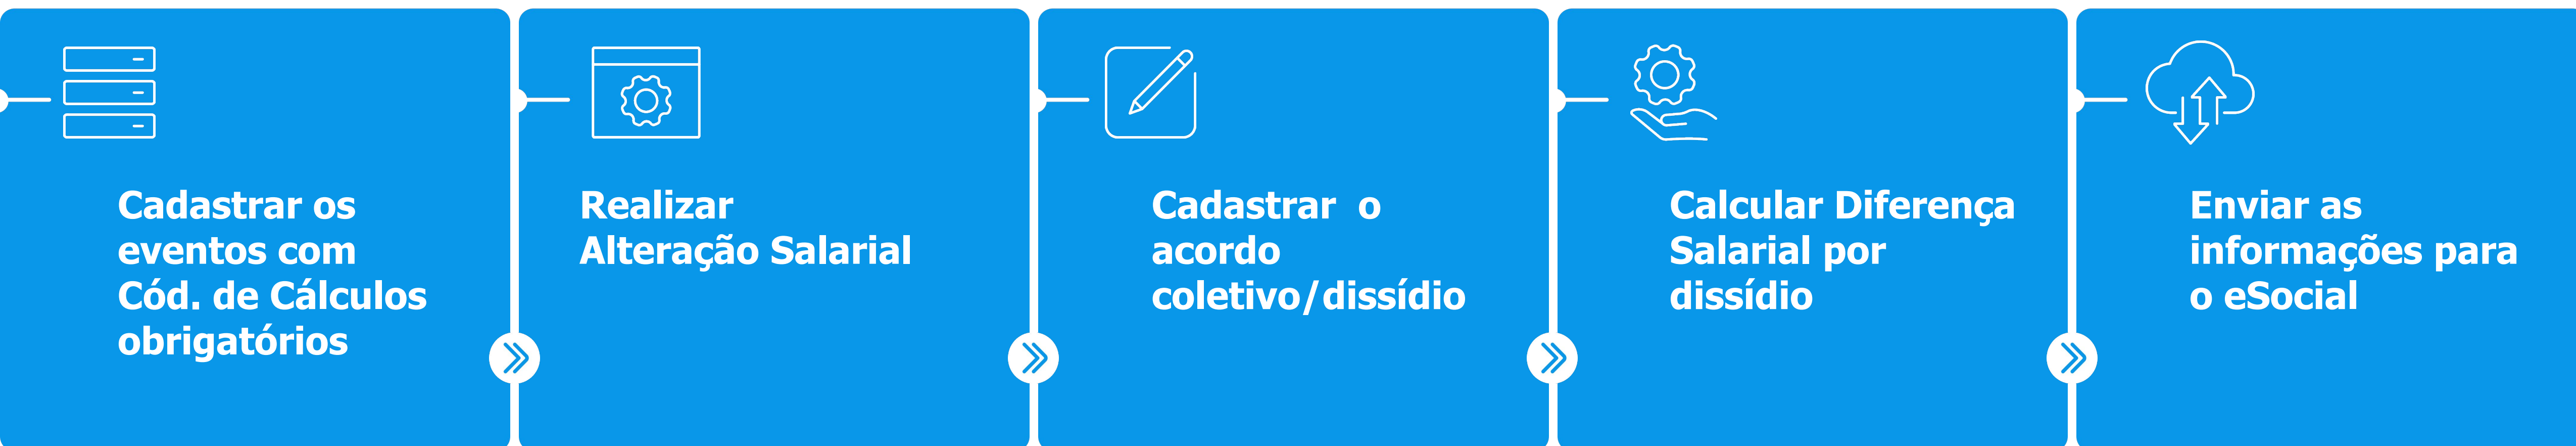 Cadastrar os
eventos com
Cód. de Cálculos
obrigatórios
Realizar
Alteração Salarial
Cadastrar o
acordo
coletivo/dissídio
Calcular Diferença
Salarial por
dissídio
Enviar as
informações para
o eSocial